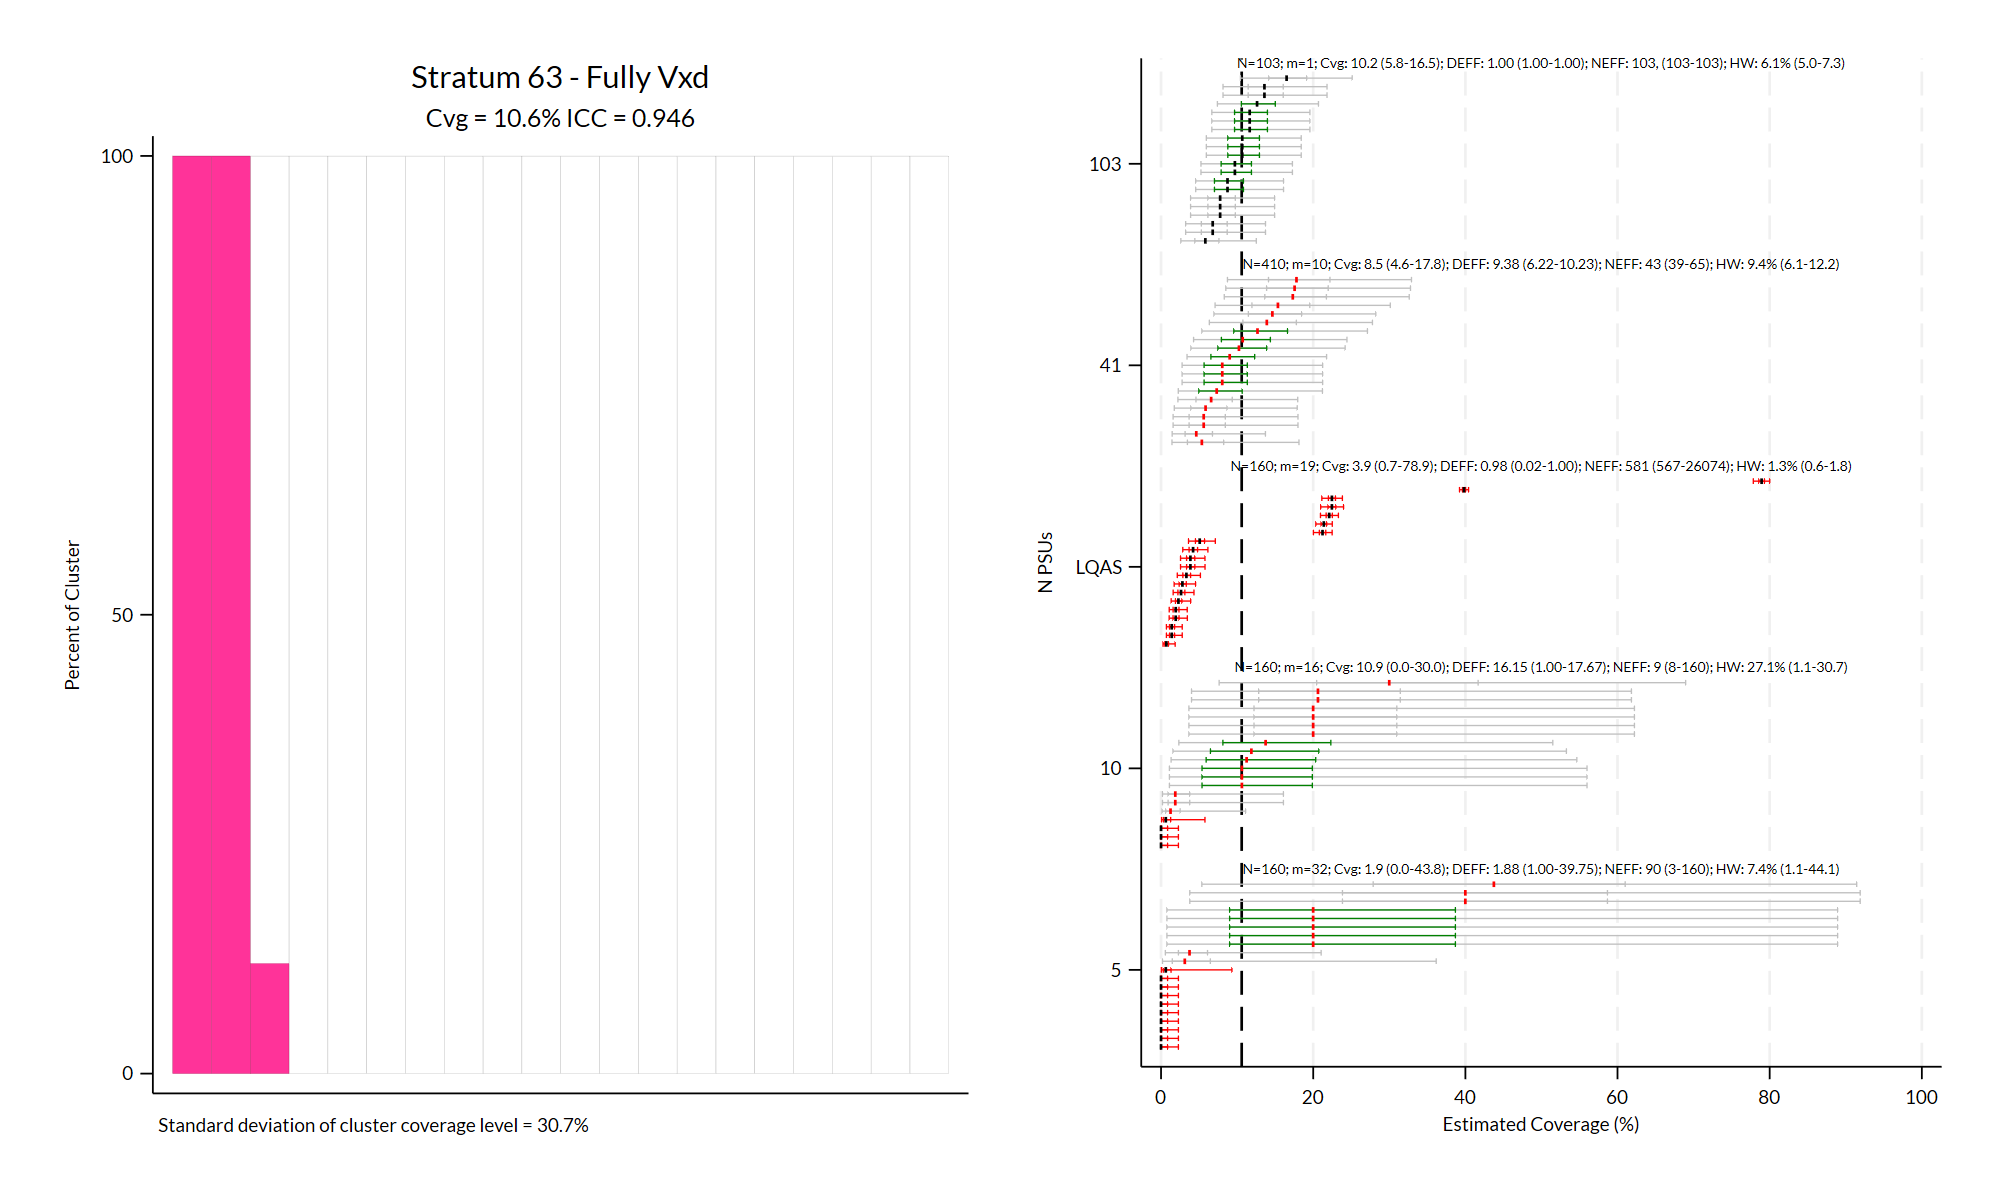 Stratum 63 - Fully Vxd
Cvg = 10.6% ICC = 0.946
100
50
0
Percent of Cluster
Standard deviation of cluster coverage level = 30.7%
N PSUs
103
41
LQAS
10
5
N=103; m=1; Cvg: 10.2 (5.8-16.5); DEFF: 1.00 (1.00-1.00); NEFF: 103, (103-103); HW: 6.1% (5.0-7.3)
N=410; m=10; Cvg: 8.5 (4.6-17.8); DEFF: 9.38 (6.22-10.23); NEFF: 43 (39-65); HW: 9.4% (6.1-12.2)
N=160; m=19; Cvg: 3.9 (0.7-78.9); DEFF: 0.98 (0.02-1.00); NEFF: 581 (567-26074); HW: 1.3% (0.6-1.8)
N=160; m=16; Cvg: 10.9 (0.0-30.0); DEFF: 16.15 (1.00-17.67); NEFF: 9 (8-160); HW: 27.1% (1.1-30.7)
N=160; m=32; Cvg: 1.9 (0.0-43.8); DEFF: 1.88 (1.00-39.75); NEFF: 90 (3-160); HW: 7.4% (1.1-44.1)
0 20 40 60 80 100
Estimated Coverage (%)